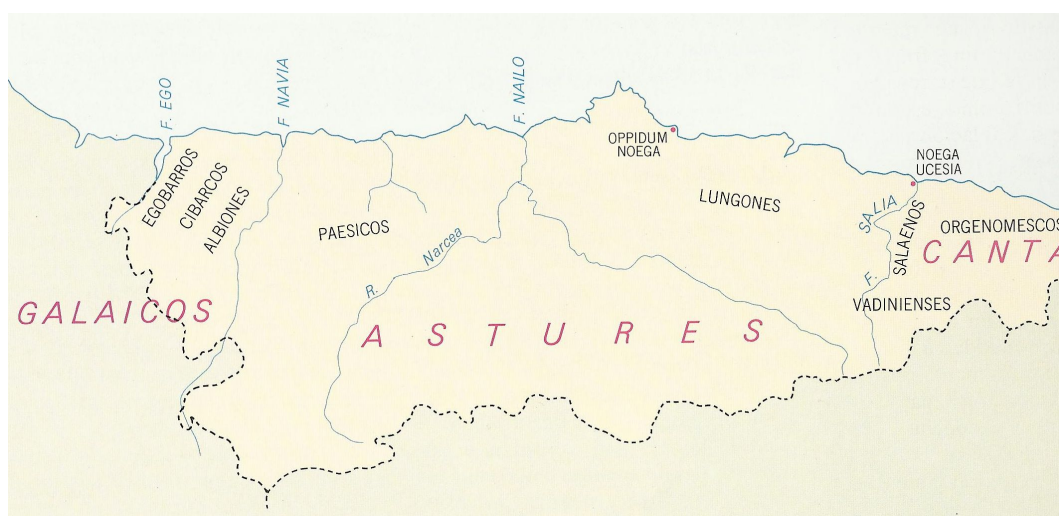 F. EGO
F. NAVIA
F. NAILO
OPPIDUM
NOEGA
NOEGA
UCESIA
EGOBARROS
CIBARCOS
ALBIONES
PAESICOS
LUNGONES
SALIA
F.
SALAENOS
ORGENOMESCOS
CANTA
Narcea
R.
VADINIENSES
GALAICOS
ASTURES